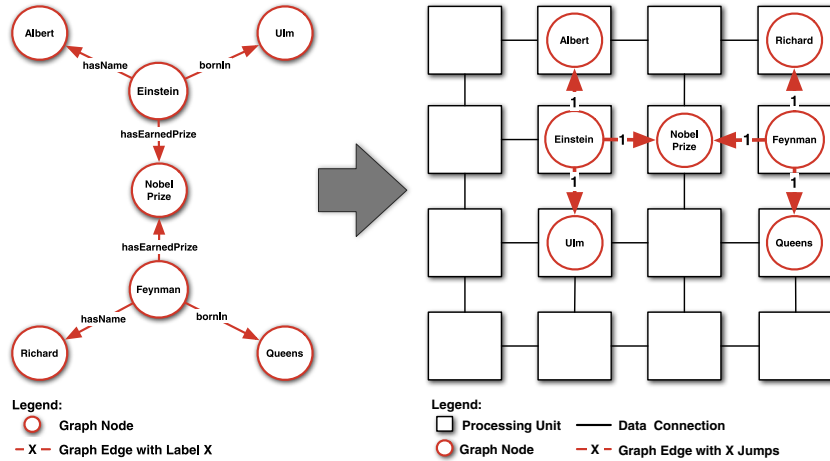 Albert
Ulm
hasName
bornIn
Einstein
hasEarnedPrize
Nobel
Prize
hasEarnedPrize
Feynman
hasName
bornIn
Richard
Queens
Legend:
Graph Node
X Graph Edge with Label X
Albert
Richard
1
1
Einstein
1
Nobel
Prize
1
Feynman
1
1
Ulm
Queens
Legend:
Processing Unit
Data Connection
Graph Node
X Graph Edge with X Jumps